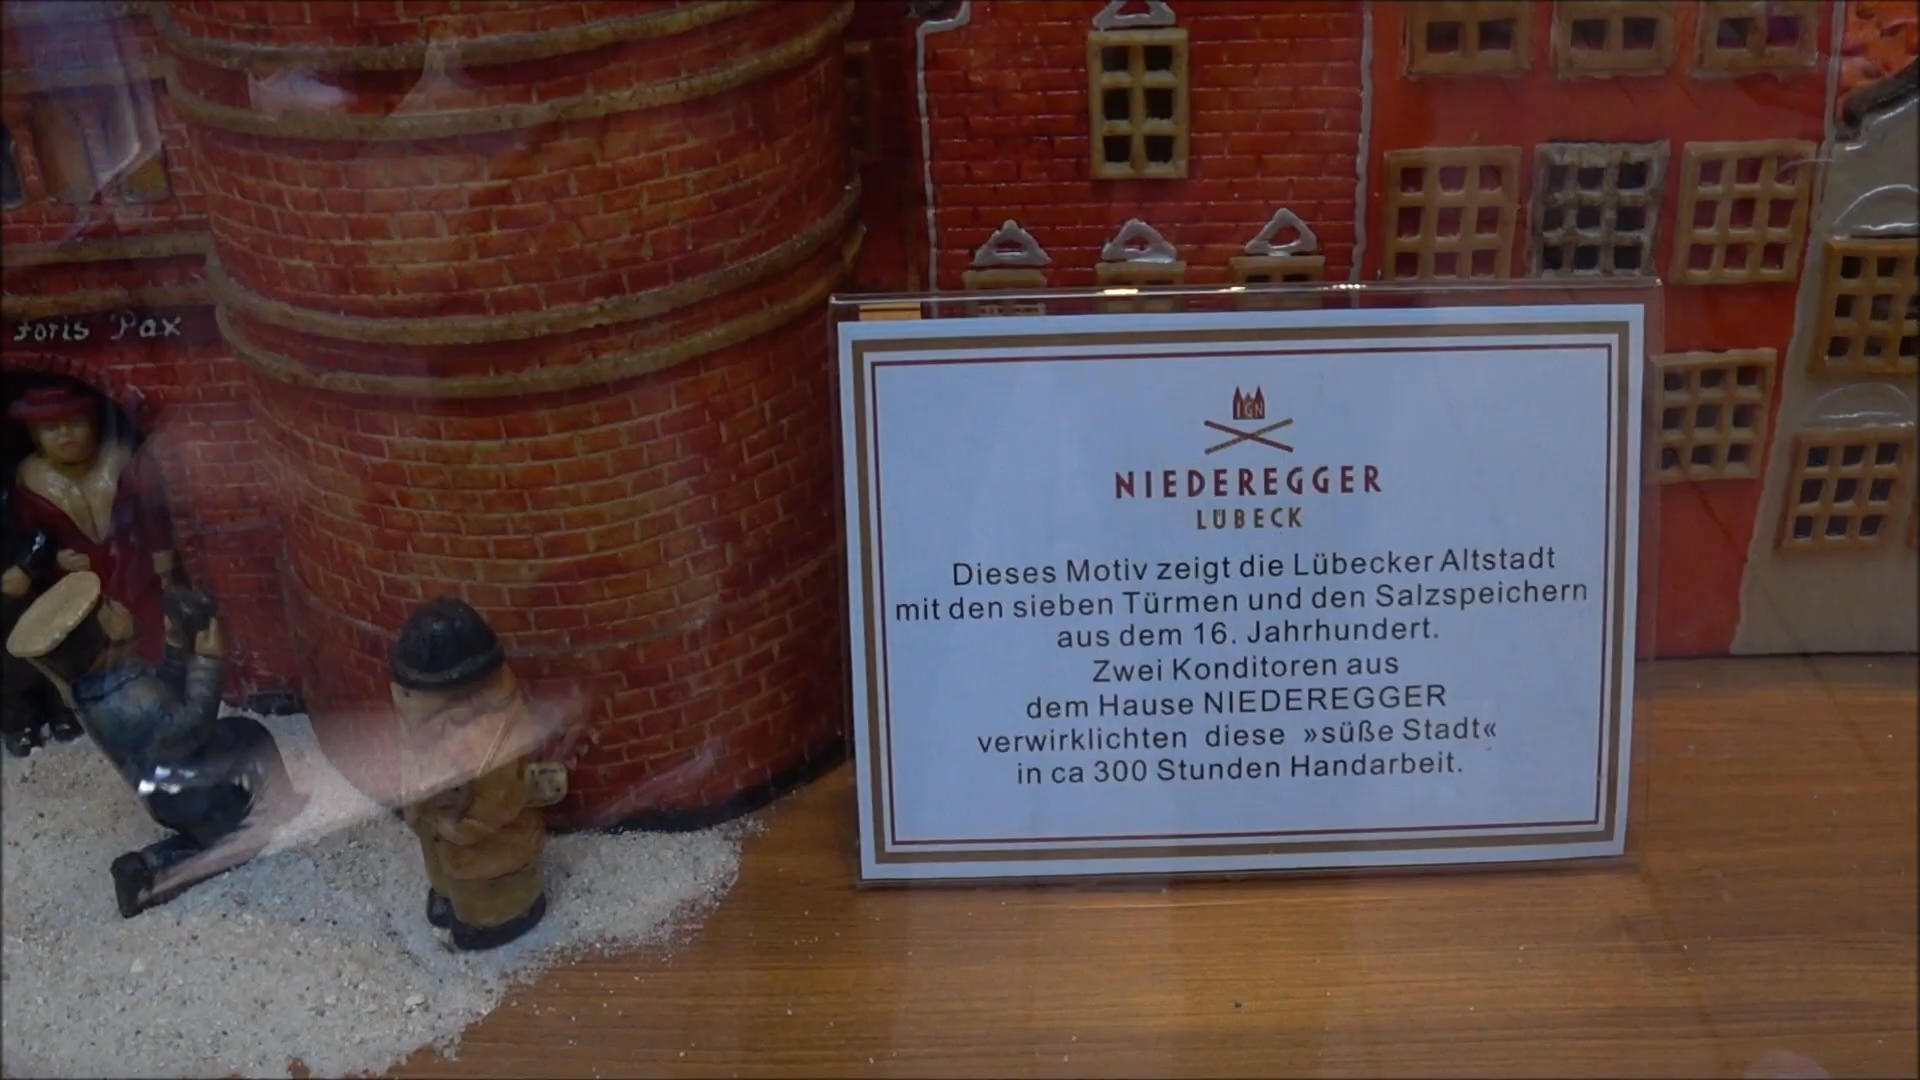 foris Pax
IGN
NIEDEREGGER
LÜBECK
Dieses Motiv zeigt die Lübecker Altstadt
mit den sieben Türmen und den Salzspeichern
aus dem 16. Jahrhundert.
Zwei Konditoren aus
dem Hause NIEDEREGGER
verwirklichten diese »süße Stadt«
in ca 300 Stunden Handarbeit.